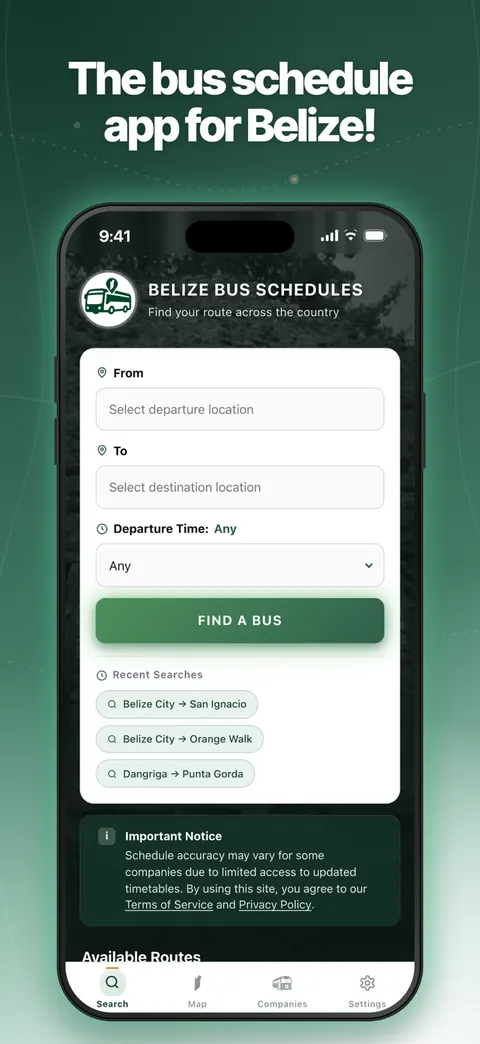 The bus schedule
app for Belize!
9:41
BELIZE BUS SCHEDULES
Find your route across the country
From
Select departure location
To
Select destination location
Departure Time: Any
Any
FIND A BUS
Recent Searches
Belize City → San Ignacio
Belize City → Orange Walk
Dangriga → Punta Gorda
i Important Notice
Schedule accuracy may vary for some
companies due to limited access to updated
timetables. By using this site, you agree to our
Terms of Service and Privacy Policy.
Available Routes
Search Map Companies Settings